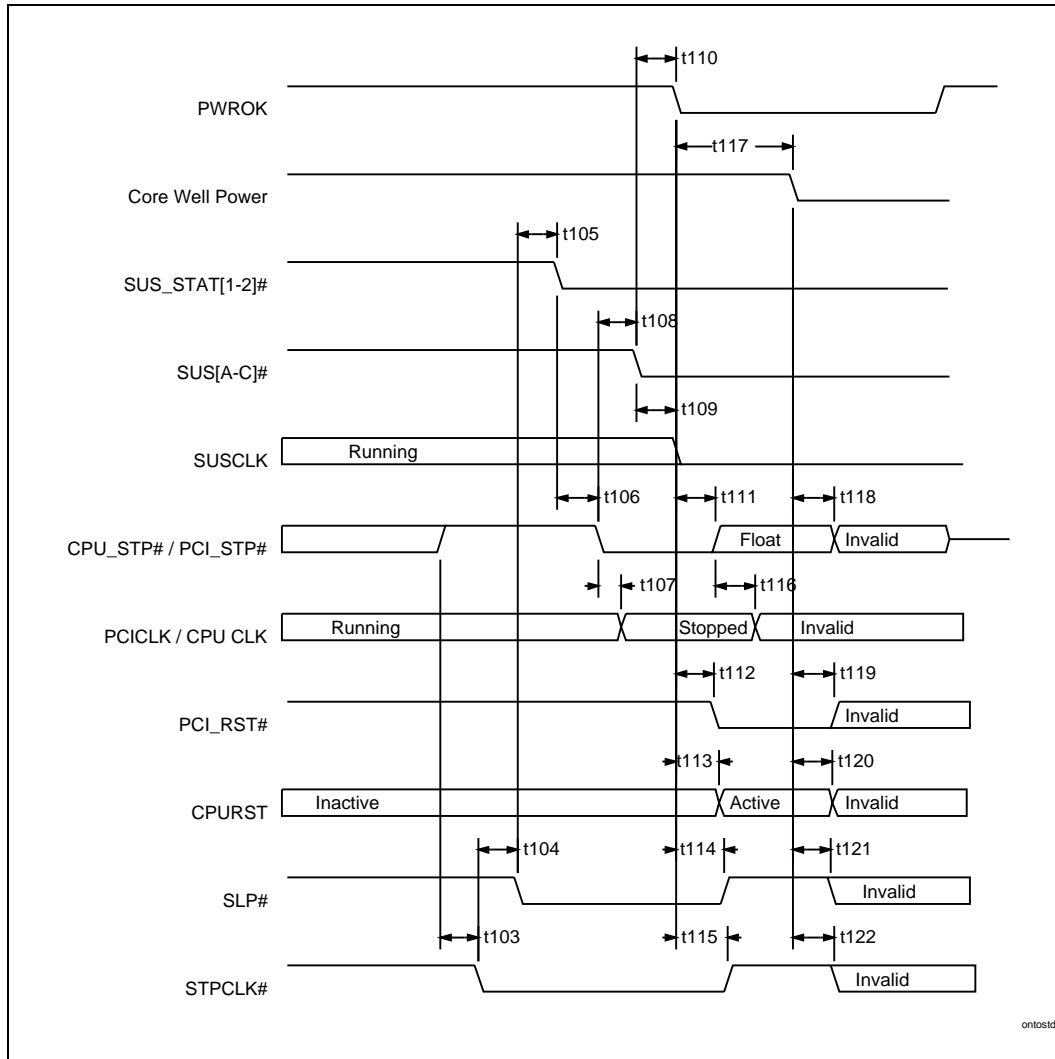 t110
PWROK
t117
Core Well Power
t105
SUS_STAT[1-2]#
t108
SUS[A-C]#
t109
SUSCLK
Running
t106
t111
t118
CPU_STP# / PCI_STP#
Float
Invalid
t107
t116
PCICLK / CPU CLK
Running
Stopped
Invalid
t112
t119
PCI_RST#
Invalid
t113
t120
CPURST
Inactive
Active
Invalid
t104
t114
t121
SLP#
Invalid
t103
t115
t122
STPCLK#
Invalid
ontostd